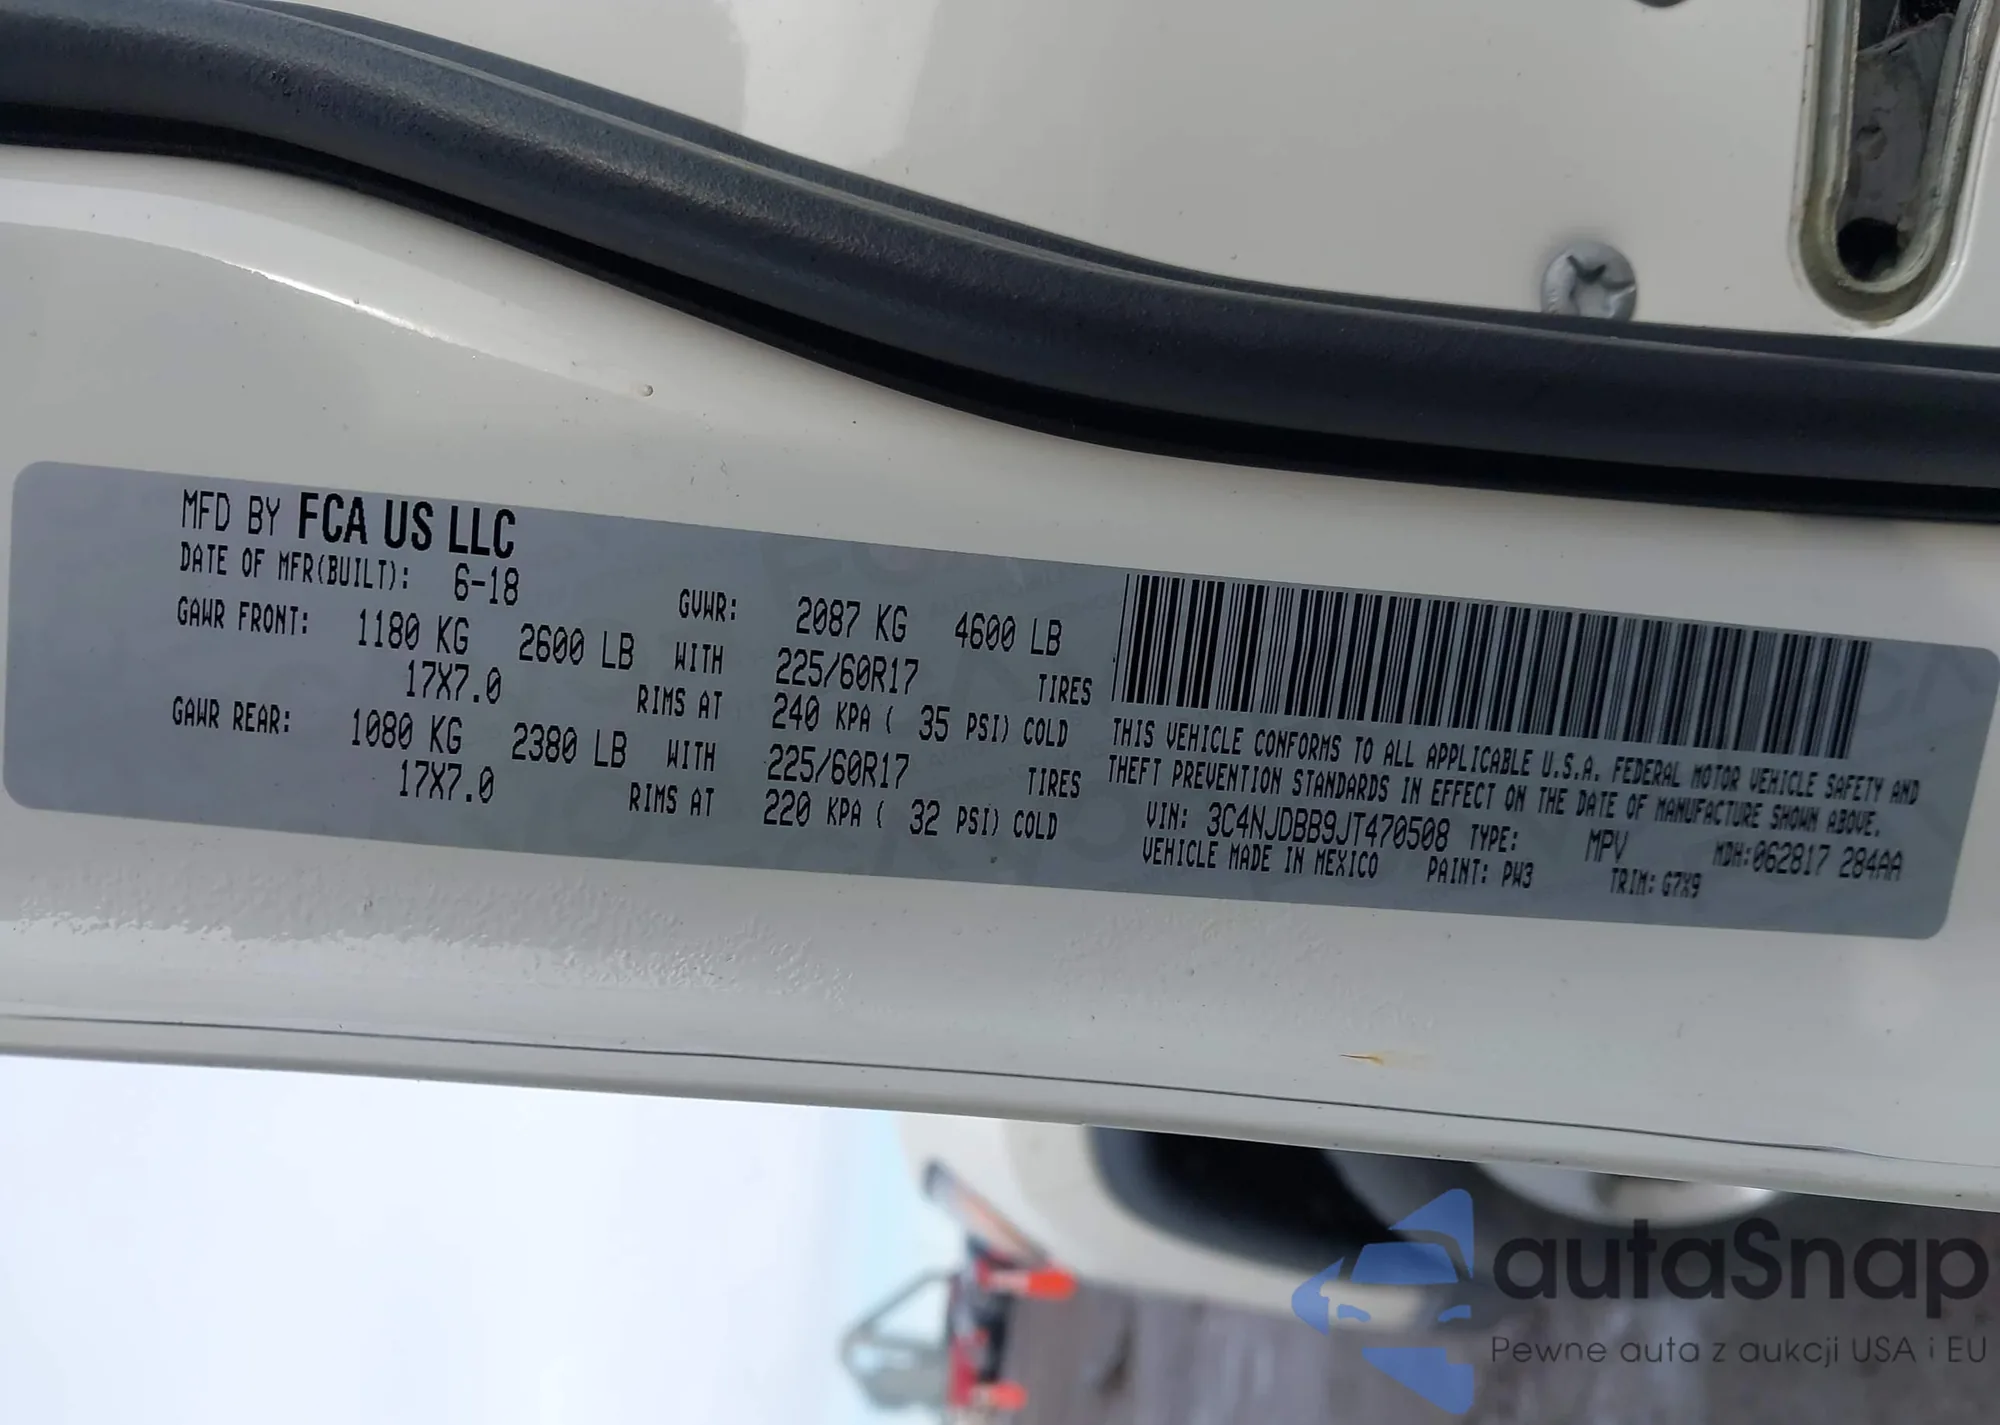 MFD BY FCA US LLC
DATE OF MFR(BUILT): 6-18 GVWR: 2087 KG 4600 LB
GAWR FRONT: 1180 KG 2600 LB WITH 225/60R17 TIRES
17X7.0 RIMS AT 240 KPA ( 35 PSI) COLD
GAWR REAR: 1080 KG 2380 LB WITH 225/60R17 TIRES
17X7.0 RIMS AT 220 KPA ( 32 PSI) COLD
THIS VEHICLE CONFORMS TO ALL APPLICABLE U.S.A. FEDERAL MOTOR VEHICLE SAFETY AND
THEFT PREVENTION STANDARDS IN EFFECT ON THE DATE OF MANUFACTURE SHOWN ABOVE.
VIN: 3C4NJDBB9JT470508 TYPE: MPV MDH:062817 284AA
VEHICLE MADE IN MEXICO PAINT: PW3 TRIM: G7X9
autaSnap
Pewne auta z aukcji USA i EU